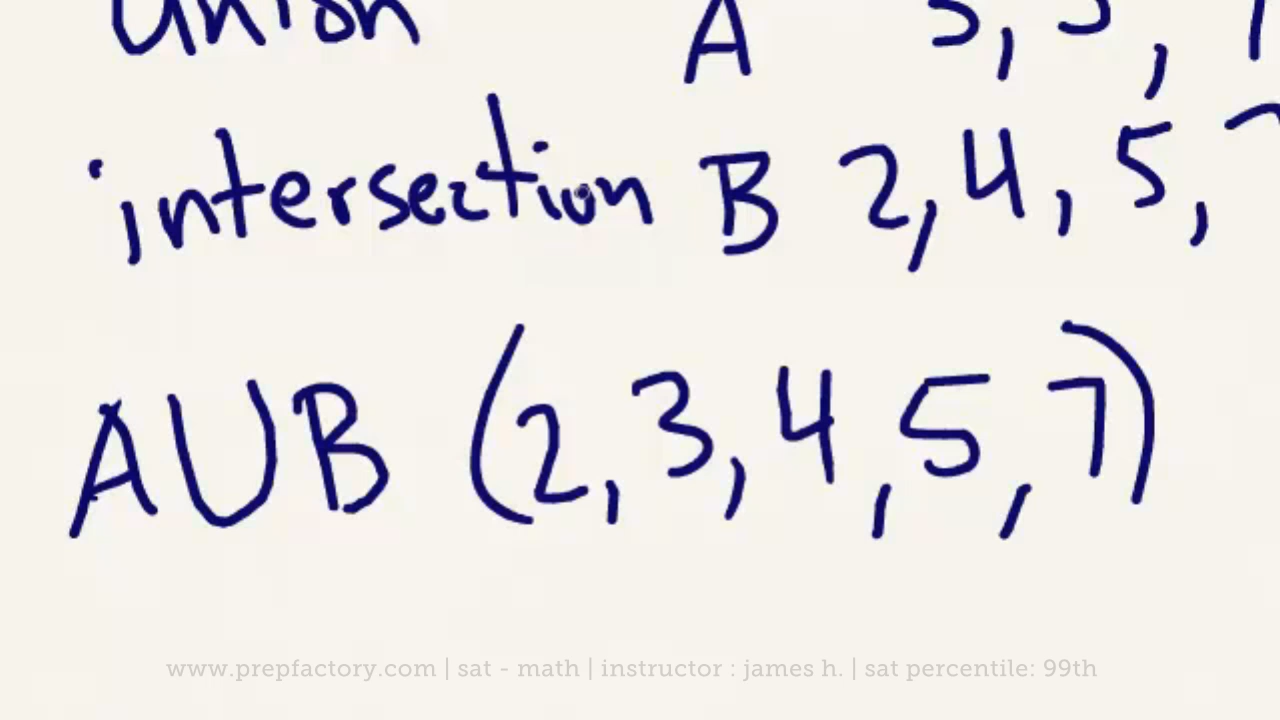 union A 3, 5, 7
intersection B 2, 4, 5, 7
AUB (2, 3, 4, 5, 7)
www.prepfactory.com | sat - math | instructor : james h. | sat percentile: 99th